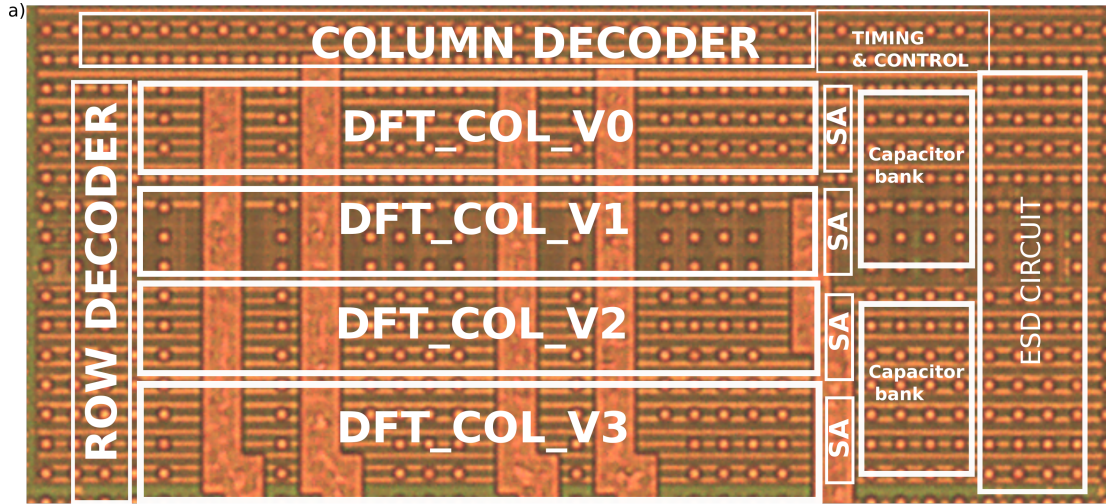 a)
COLUMN DECODER
TIMING
& CONTROL
ROW DECODER
DFT_COL_V0
SA
Capacitor
bank
DFT_COL_V1
SA
ESD CIRCUIT
DFT_COL_V2
SA
Capacitor
bank
DFT_COL_V3
SA